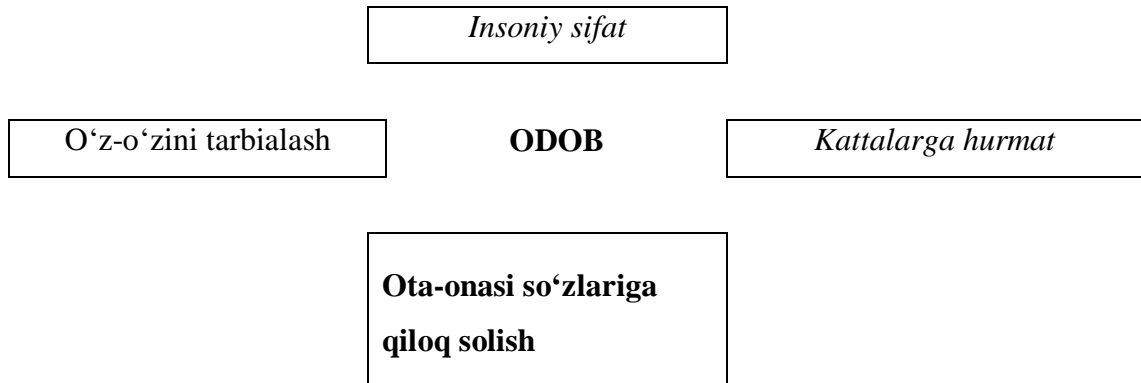 Insoniy sifat
O‘z-o‘zini tarbialash ODOB Kattalarga hurmat
Ota-onasi so‘zlariga
qiloq solish